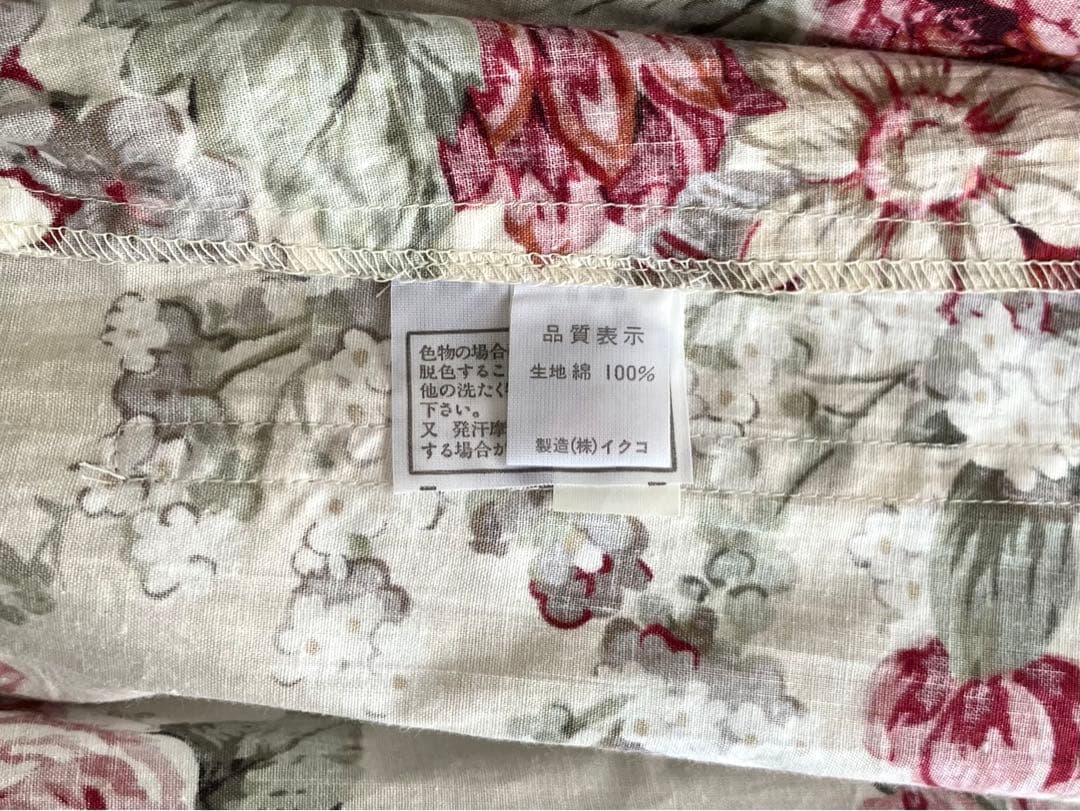 品質表示
生地 綿 100%
製造(株)イクコ
色物の場合
脱色するこ
他の洗たく
下さい。
又 発汗摩
する場合が